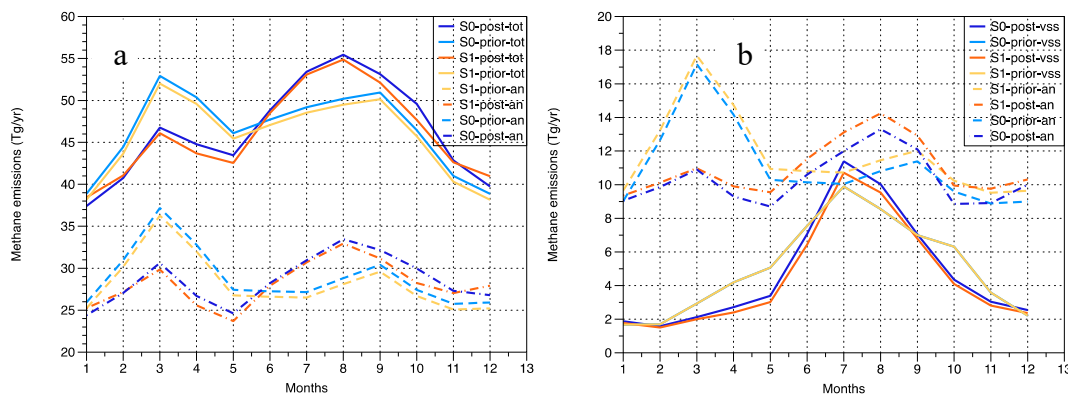 a
S0-post-tot
S0-prior-tot
S1-post-tot
S1-prior-tot
S1-prior-an
S1-post-an
S0-prior-an
S0-post-an
Methane emissions (Tg/yr)
60
55
50
45
40
35
30
25
20
1 2 3 4 5 6 7 8 9 10 11 12 13
Months
b
S0-post-vss
S0-prior-vss
S1-post-vss
S1-prior-vss
S1-prior-an
S1-post-an
S0-prior-an
S0-post-an
Methane emissions (Tg/yr)
20
18
16
14
12
10
8
6
4
2
0
1 2 3 4 5 6 7 8 9 10 11 12 13
Months